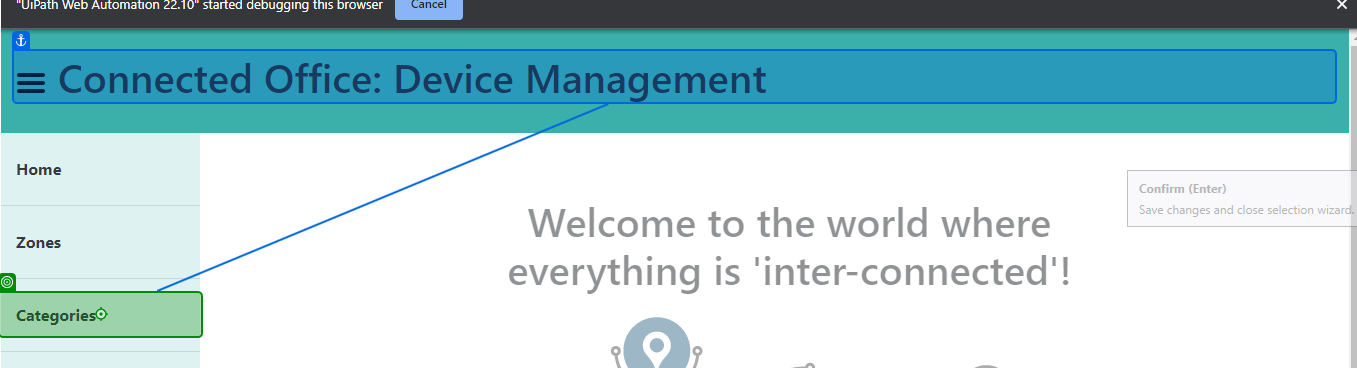 "UiPath Web Automation 22.10" started debugging this browser
Cancel
Connected Office: Device Management
Home
Zones
Categories
Welcome to the world where
everything is 'inter-connected'!
Confirm (Enter)
Save changes and close selection wizard.